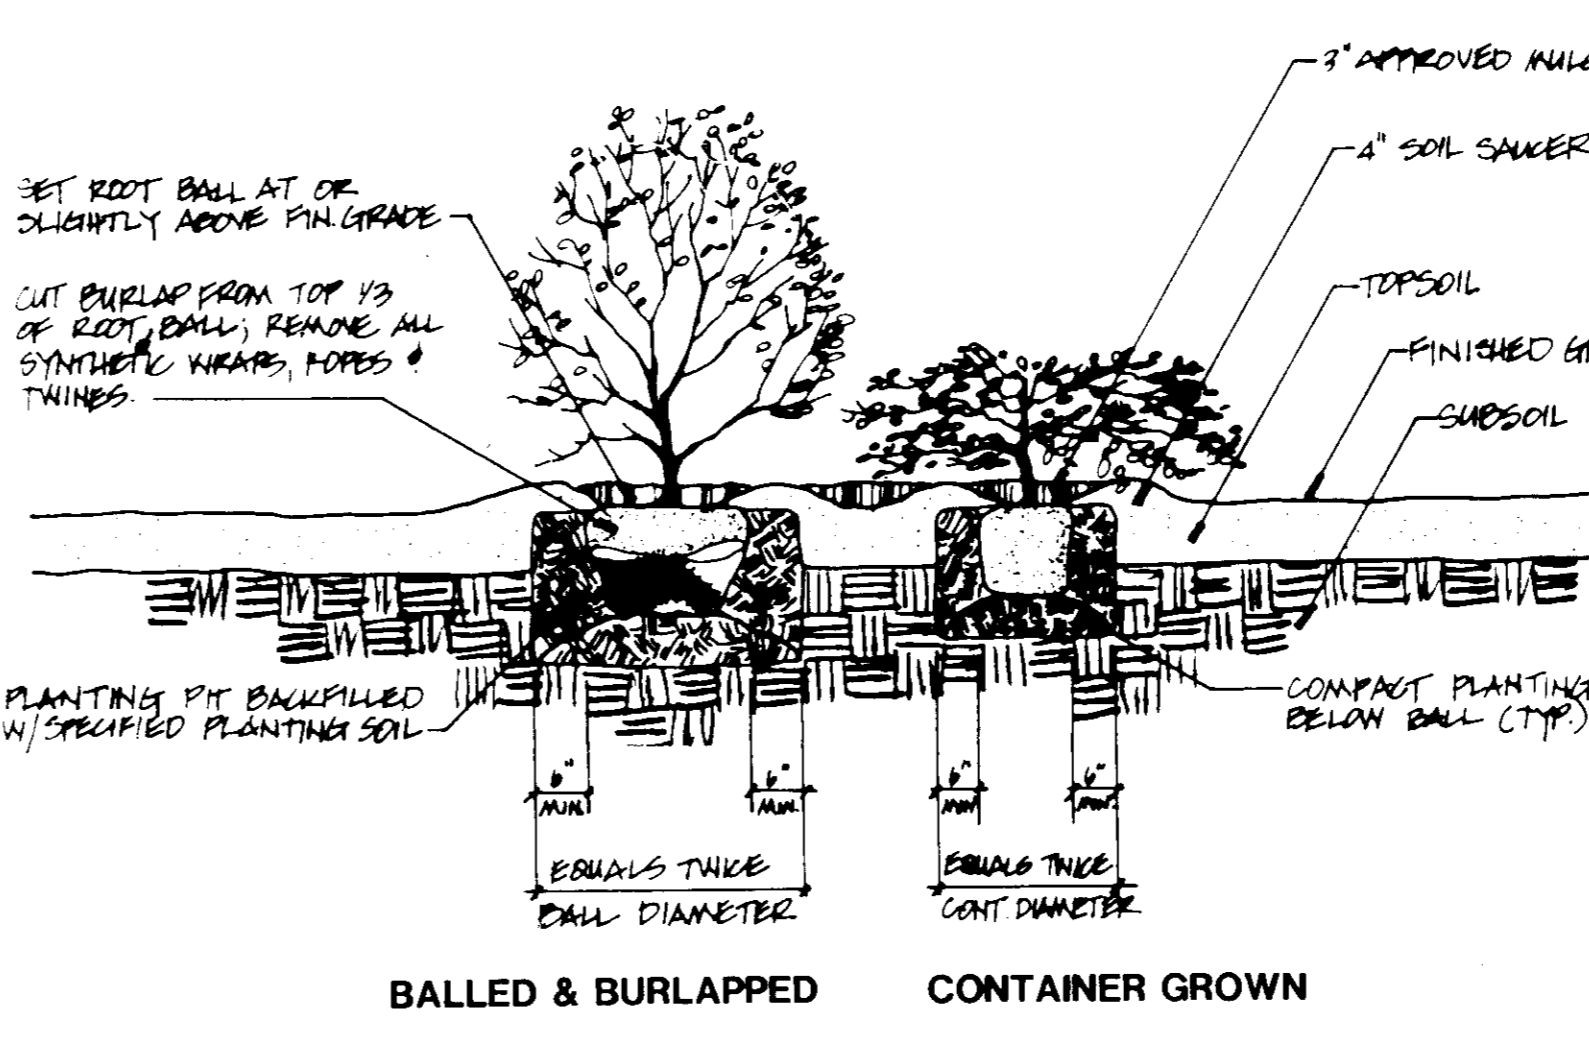 3" APPROVED MULC
4" SOIL SAUCER
SET ROOT BALL AT OR
SLIGHTLY ABOVE FIN. GRADE
CUT BURLAP FROM TOP 1/3
OF ROOT BALL; REMOVE ALL
SYNTHETIC WRAPS, ROPES &
TWINES.
TOPSOIL
FINISHED GR
SUBSOIL
PLANTING PIT BACKFILLED
W/ SPECIFIED PLANTING SOIL
COMPACT PLANTING
BELOW BALL (TYP.)
6" 6" 6" 6"
MIN. MIN. MIN MIN.
EQUALS TWICE
BALL DIAMETER
EQUALS TWICE
CONT. DIAMETER
BALLED & BURLAPPED
CONTAINER GROWN